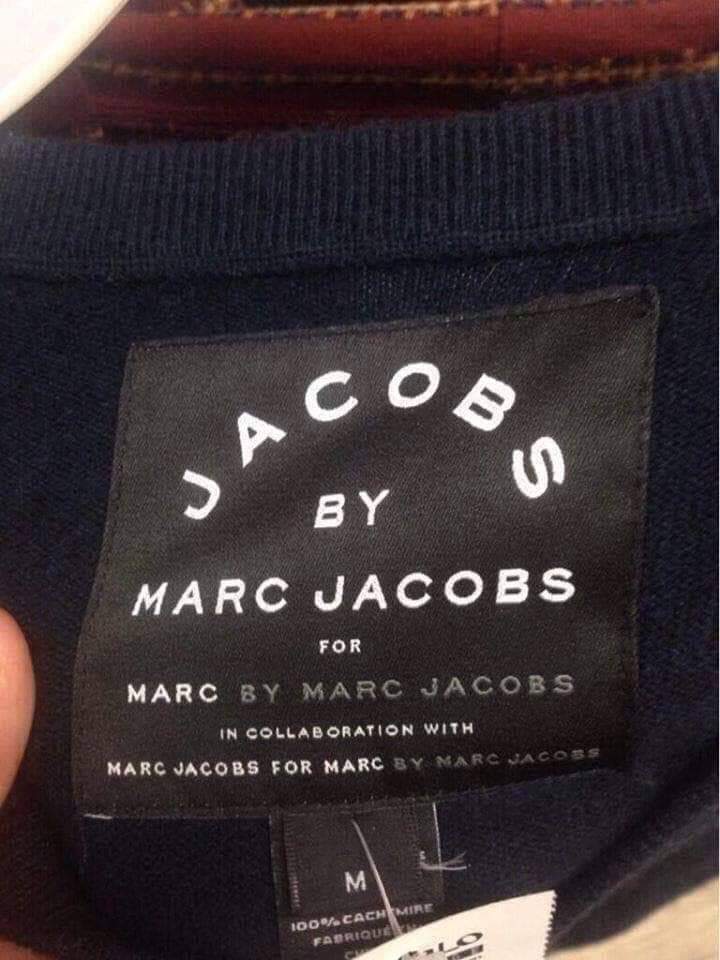 JACOBS
BY
MARC JACOBS
FOR
MARC BY MARC JACOBS
IN COLLABORATION WITH
MARC JACOBS FOR MARC BY MARC JACOBS
M
100% CACHEMIRE